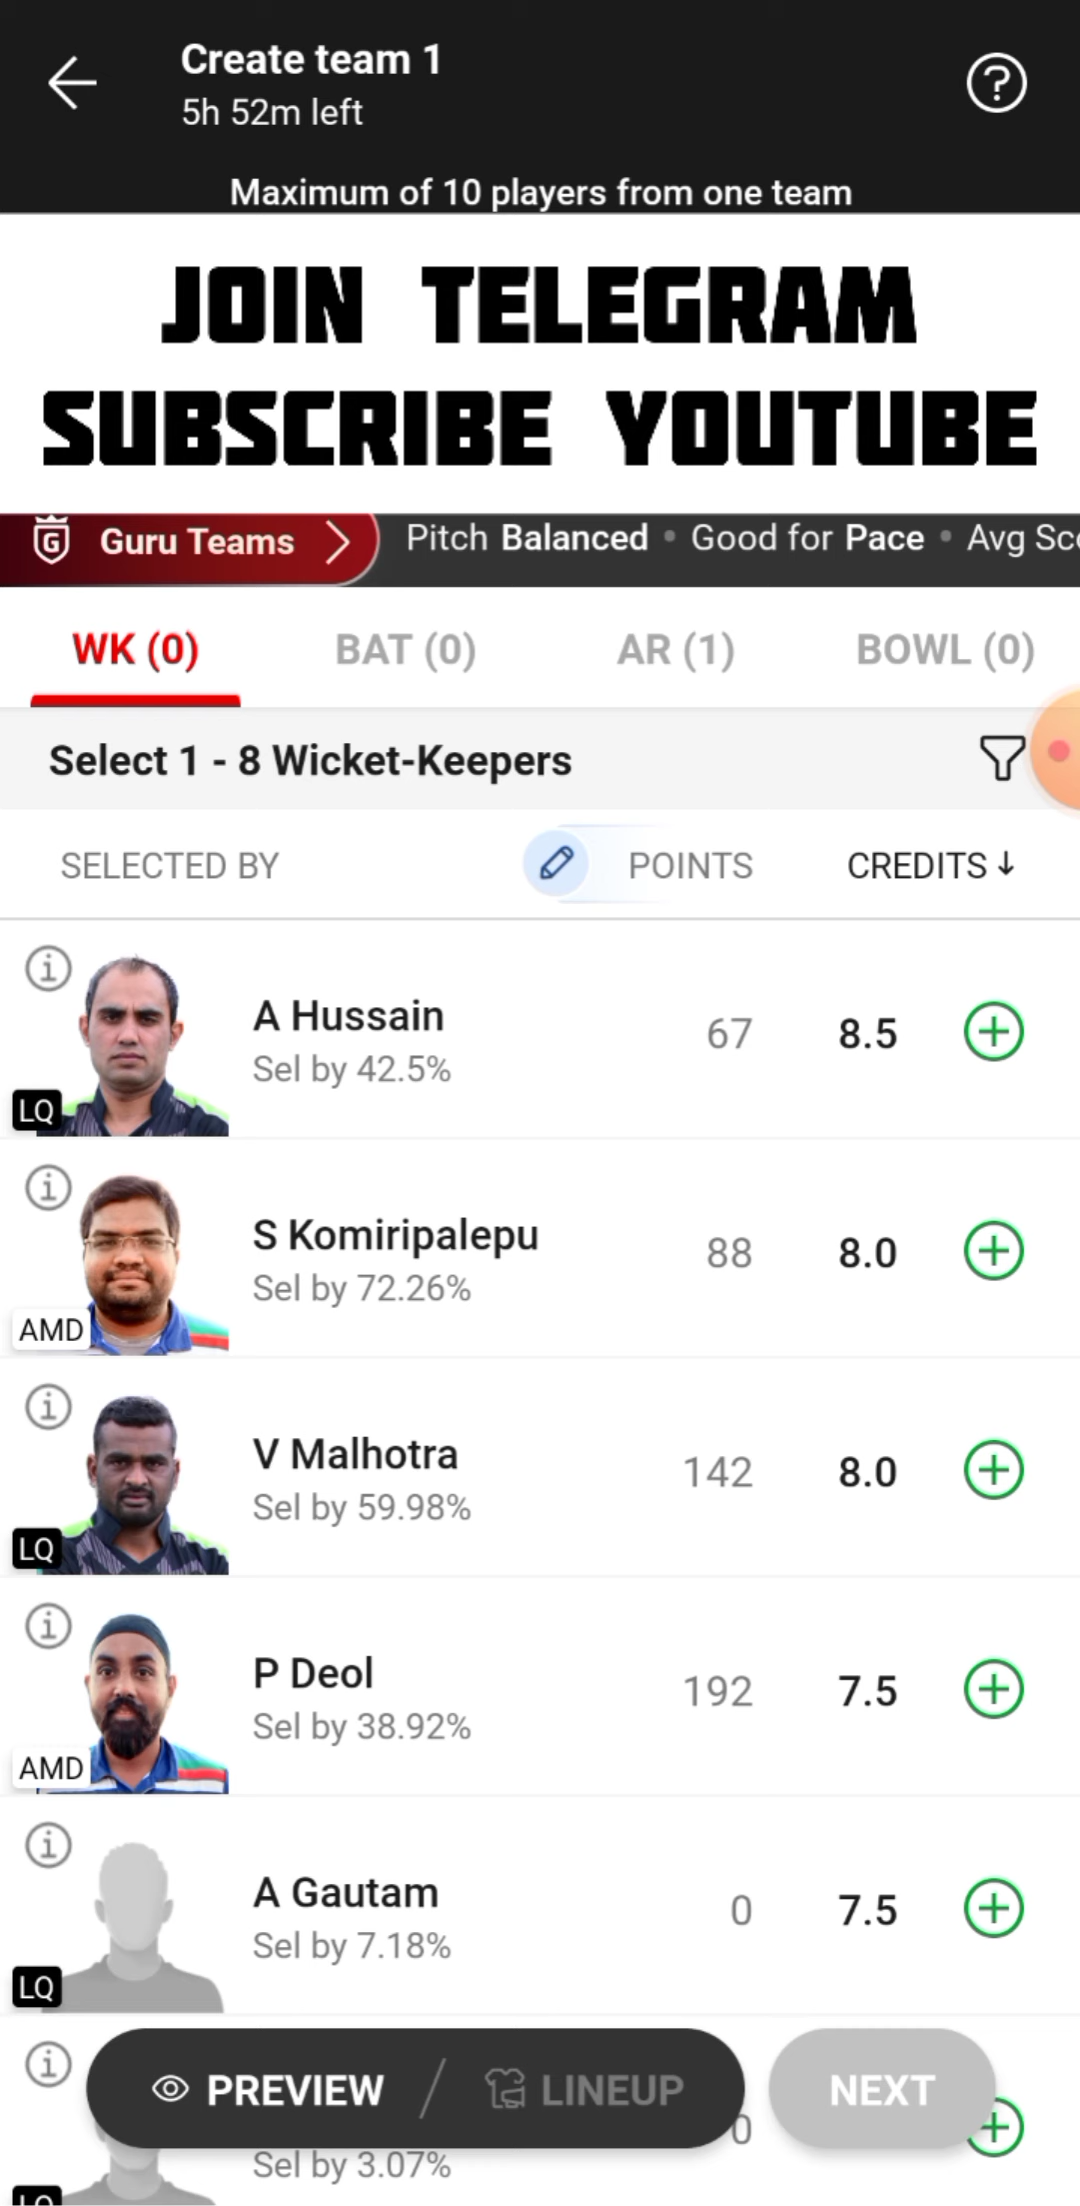 Create team 1
5h 52m left
Maximum of 10 players from one team
JOIN TELEGRAM
SUBSCRIBE YOUTUBE
G Guru Teams Pitch Balanced • Good for Pace • Avg
WK (0) BAT (0) AR (1) BOWL (0)
Select 1 - 8 Wicket-Keepers
SELECTED BY POINTS CREDITS ↓
A Hussain 67 8.5
Sel by 42.5%
LQ
S Komiripalepu 88 8.0
Sel by 72.26%
AMD
V Malhotra 142 8.0
Sel by 59.98%
LQ
P Deol 192 7.5
Sel by 38.92%
AMD
A Gautam 0 7.5
Sel by 7.18%
LQ
PREVIEW / LINEUP NEXT
0
Sel by 3.07%
LQ